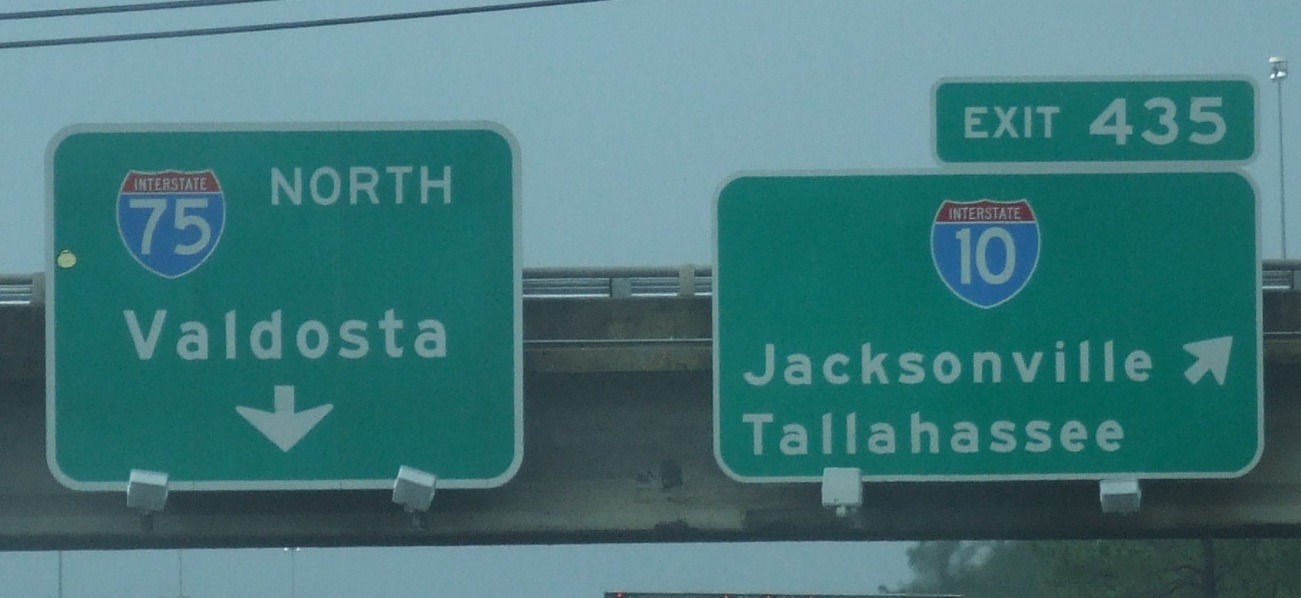 INTERSTATE
75
NORTH
Valdosta
EXIT 435
INTERSTATE
10
Jacksonville
Tallahassee